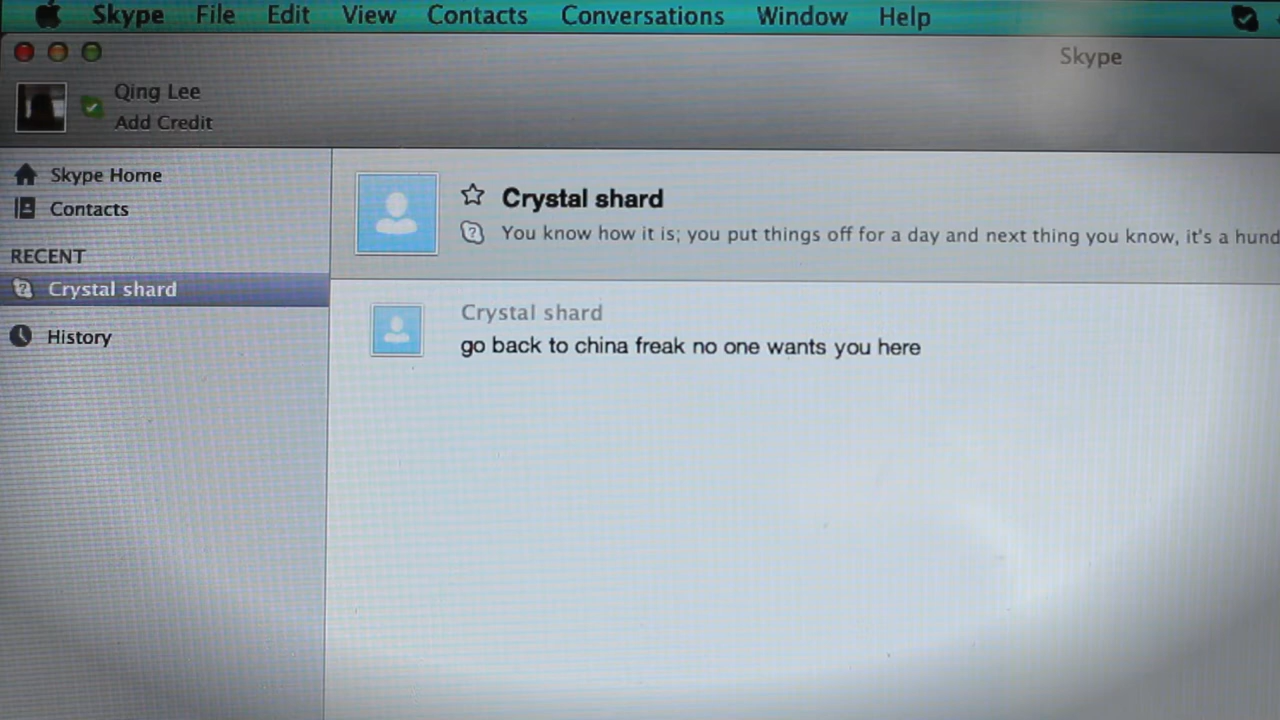 Skype File Edit View Contacts Conversations Window Help
Skype
Qing Lee
Add Credit
Skype Home
Contacts
RECENT
Crystal shard
History
Crystal shard
You know how it is; you put things off for a day and next thing you know, it's a hund
Crystal shard
go back to china freak no one wants you here